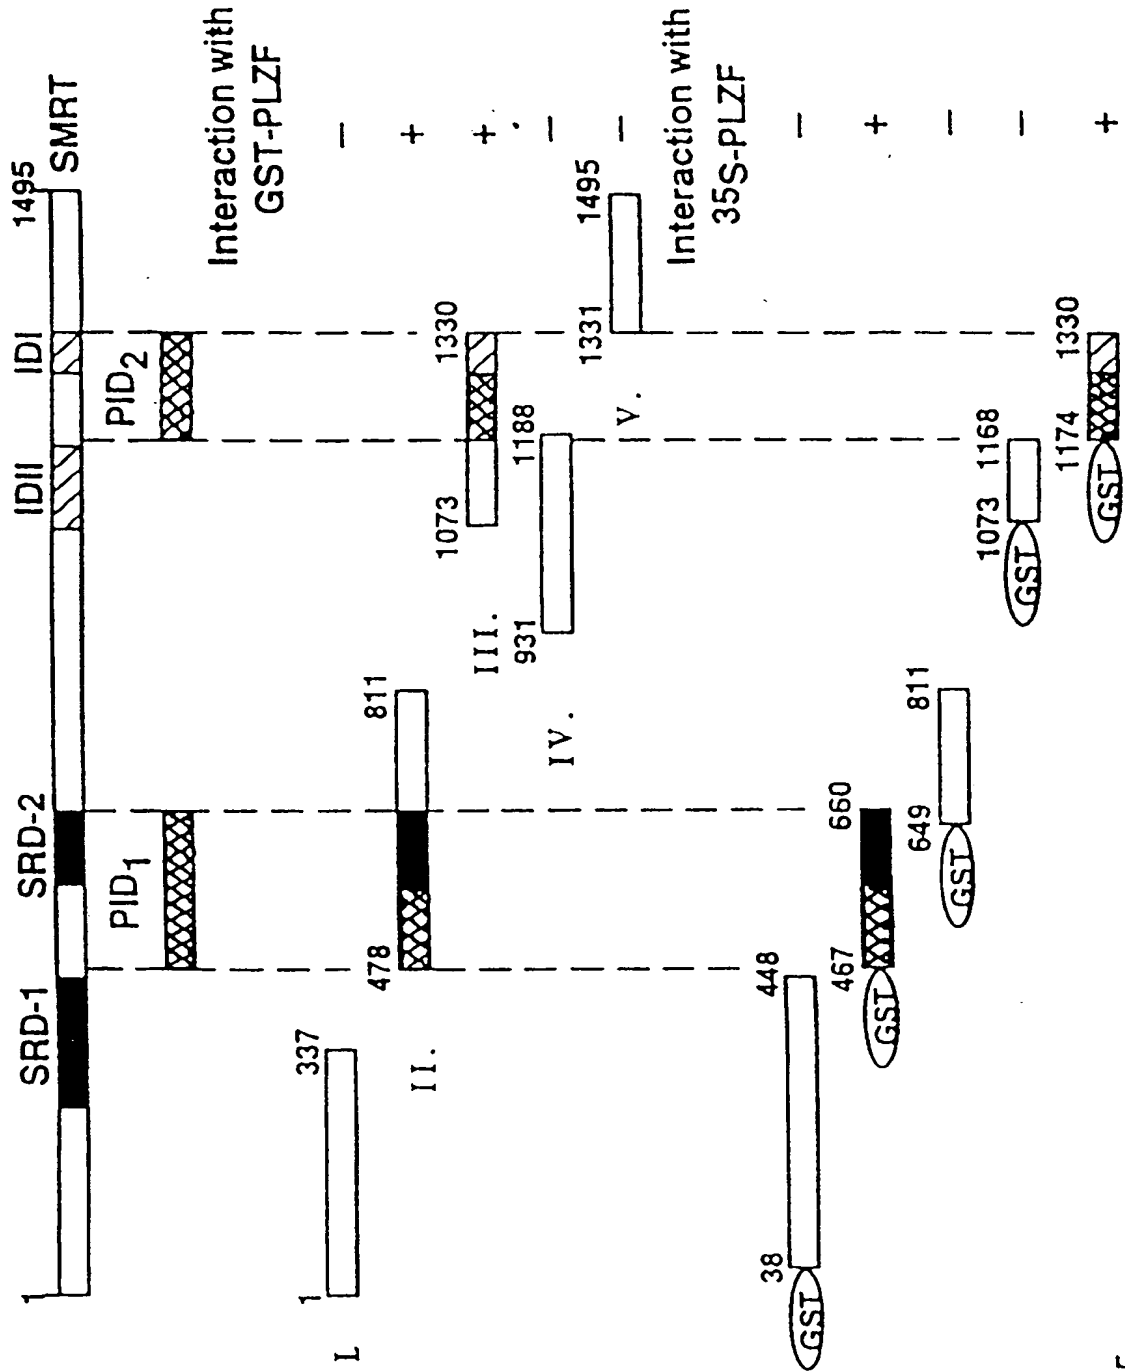 SRD-1 SRD-2 IDII IDI
1 1495 SMRT
PID1 PID2
Interaction with
GST-PLZF
I. 1 337 −
II. 478 811 +
III. 1073 1330 +
IV. 931 1188 −
V. 1331 1495 −
Interaction with
35S-PLZF
GST 38 448 −
GST 467 660 +
GST 649 811 −
GST 1073 1168 −
GST 1174 1330 +